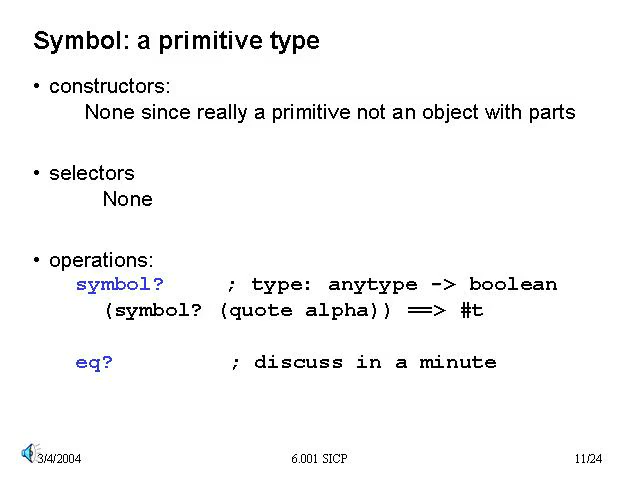 Symbol: a primitive type
• constructors:
None since really a primitive not an object with parts
• selectors
None
• operations:
symbol? ; type: anytype -> boolean
(symbol? (quote alpha)) ==> #t
eq? ; discuss in a minute
3/4/2004 6.001 SICP 11/24